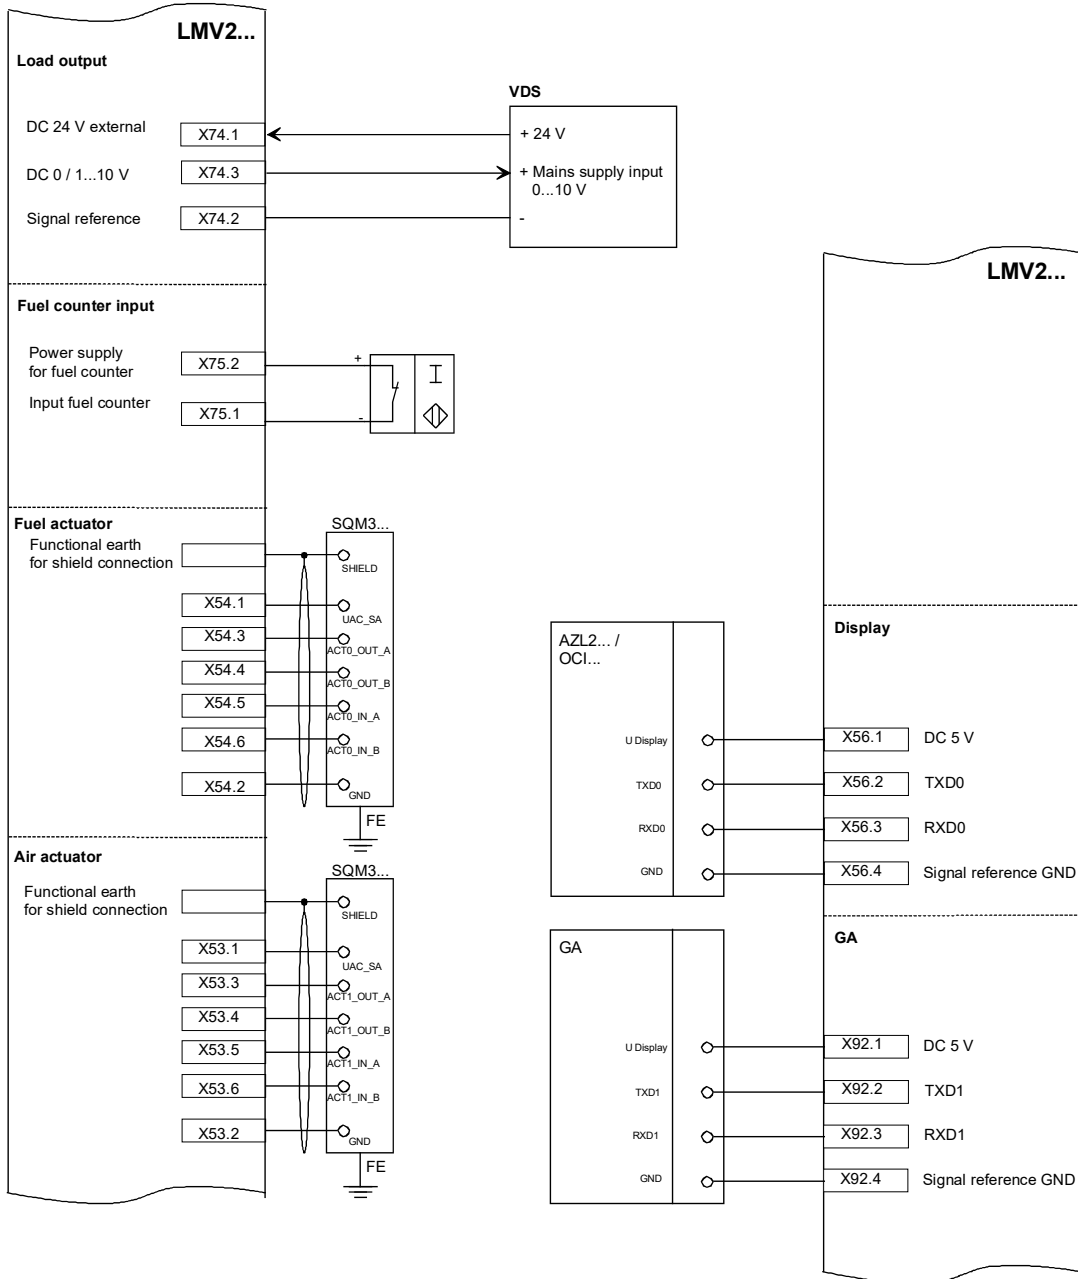 LMV2...
Load output
VDS
DC 24 V external
X74.1
+ 24 V
DC 0 / 1...10 V
X74.3
+ Mains supply input
0...10 V
Signal reference
X74.2
-
LMV2...
Fuel counter input
Power supply
for fuel counter
X75.2
+
I
Input fuel counter
X75.1
-
Fuel actuator
SQM3...
Functional earth
for shield connection
SHIELD
X54.1
UAC_SA
X54.3
ACT0_OUT_A
X54.4
ACT0_OUT_B
X54.5
ACT0_IN_A
X54.6
ACT0_IN_B
X54.2
GND
FE
Air actuator
SQM3...
Functional earth
for shield connection
SHIELD
X53.1
UAC_SA
X53.3
ACT1_OUT_A
X53.4
ACT1_OUT_B
X53.5
ACT1_IN_A
X53.6
ACT1_IN_B
X53.2
GND
FE
Display
AZL2... /
OCI...
U Display
X56.1
DC 5 V
TXD0
X56.2
TXD0
RXD0
X56.3
RXD0
GND
X56.4
Signal reference GND
GA
GA
U Display
X92.1
DC 5 V
TXD1
X92.2
TXD1
RXD1
X92.3
RXD1
GND
X92.4
Signal reference GND